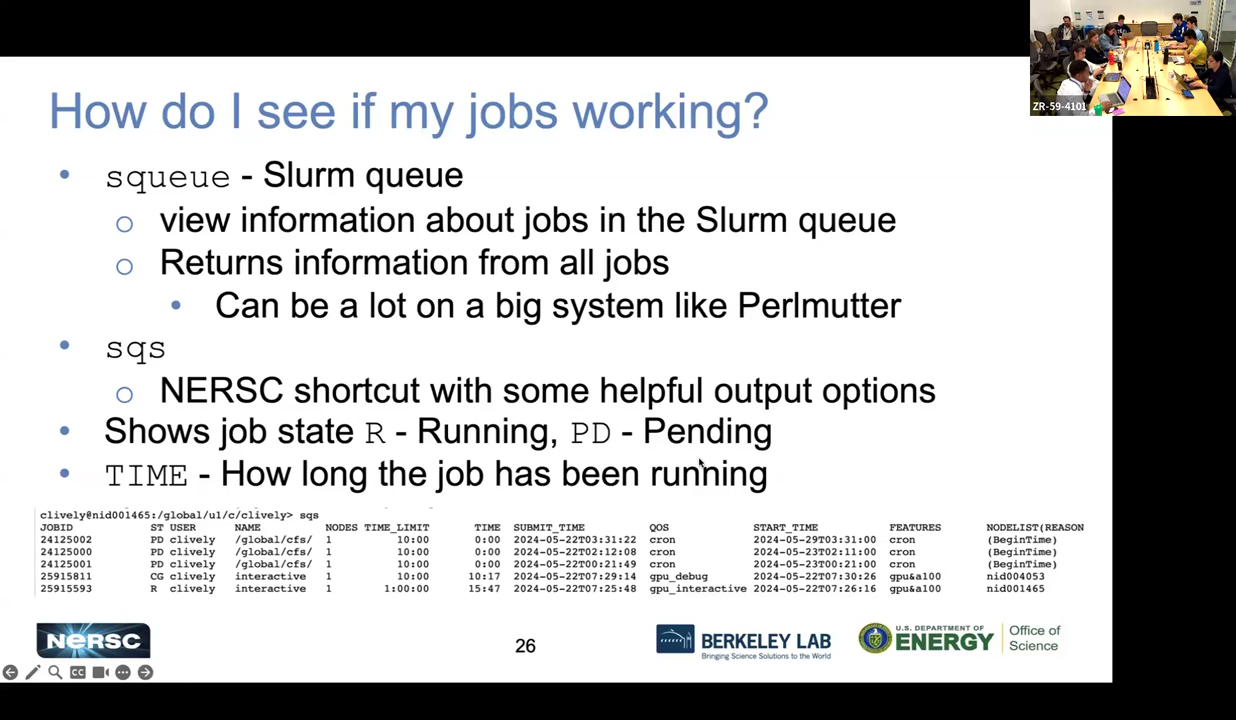 How do I see if my jobs working?
• squeue - Slurm queue
○ view information about jobs in the Slurm queue
○ Returns information from all jobs
• Can be a lot on a big system like Perlmutter
• sqs
○ NERSC shortcut with some helpful output options
• Shows job state R - Running, PD - Pending
• TIME - How long the job has been running
clively@nid001465:/global/u1/c/clively> sqs
JOBID ST USER NAME NODES TIME_LIMIT TIME SUBMIT_TIME QOS START_TIME FEATURES NODELIST(REASON
24125002 PD clively /global/cfs/ 1 10:00 0:00 2024-05-22T03:31:22 cron 2024-05-29T03:31:00 cron (BeginTime)
24125000 PD clively /global/cfs/ 1 10:00 0:00 2024-05-22T02:12:08 cron 2024-05-23T02:11:00 cron (BeginTime)
24125001 PD clively /global/cfs/ 1 10:00 0:00 2024-05-22T00:21:49 cron 2024-05-23T00:21:00 cron (BeginTime)
25915811 CG clively interactive 1 10:00 10:17 2024-05-22T07:29:14 gpu_debug 2024-05-22T07:30:26 gpu&a100 nid004053
25915593 R clively interactive 1 1:00:00 15:47 2024-05-22T07:25:48 gpu_interactive 2024-05-22T07:26:16 gpu&a100 nid001465
NERSC
26
BERKELEY LAB
Bringing Science Solutions to the World
U.S. DEPARTMENT OF
ENERGY
Office of
Science
CC
ZR-59-4101